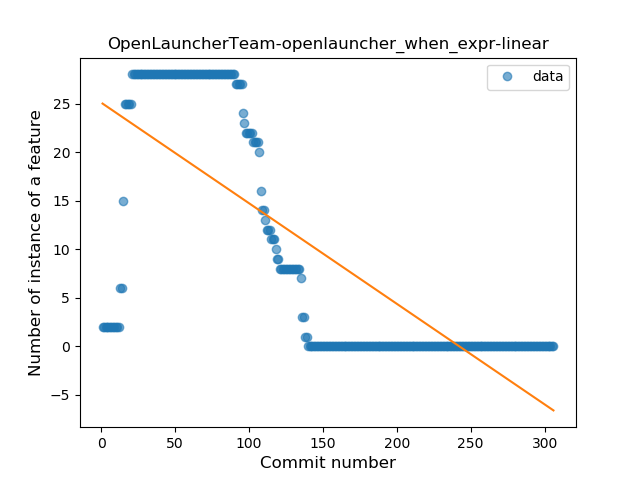 OpenLauncherTeam-openlauncher_when_expr-linear
data
Number of instance of a feature
25
20
15
10
5
0
−5
0 50 100 150 200 250 300
Commit number